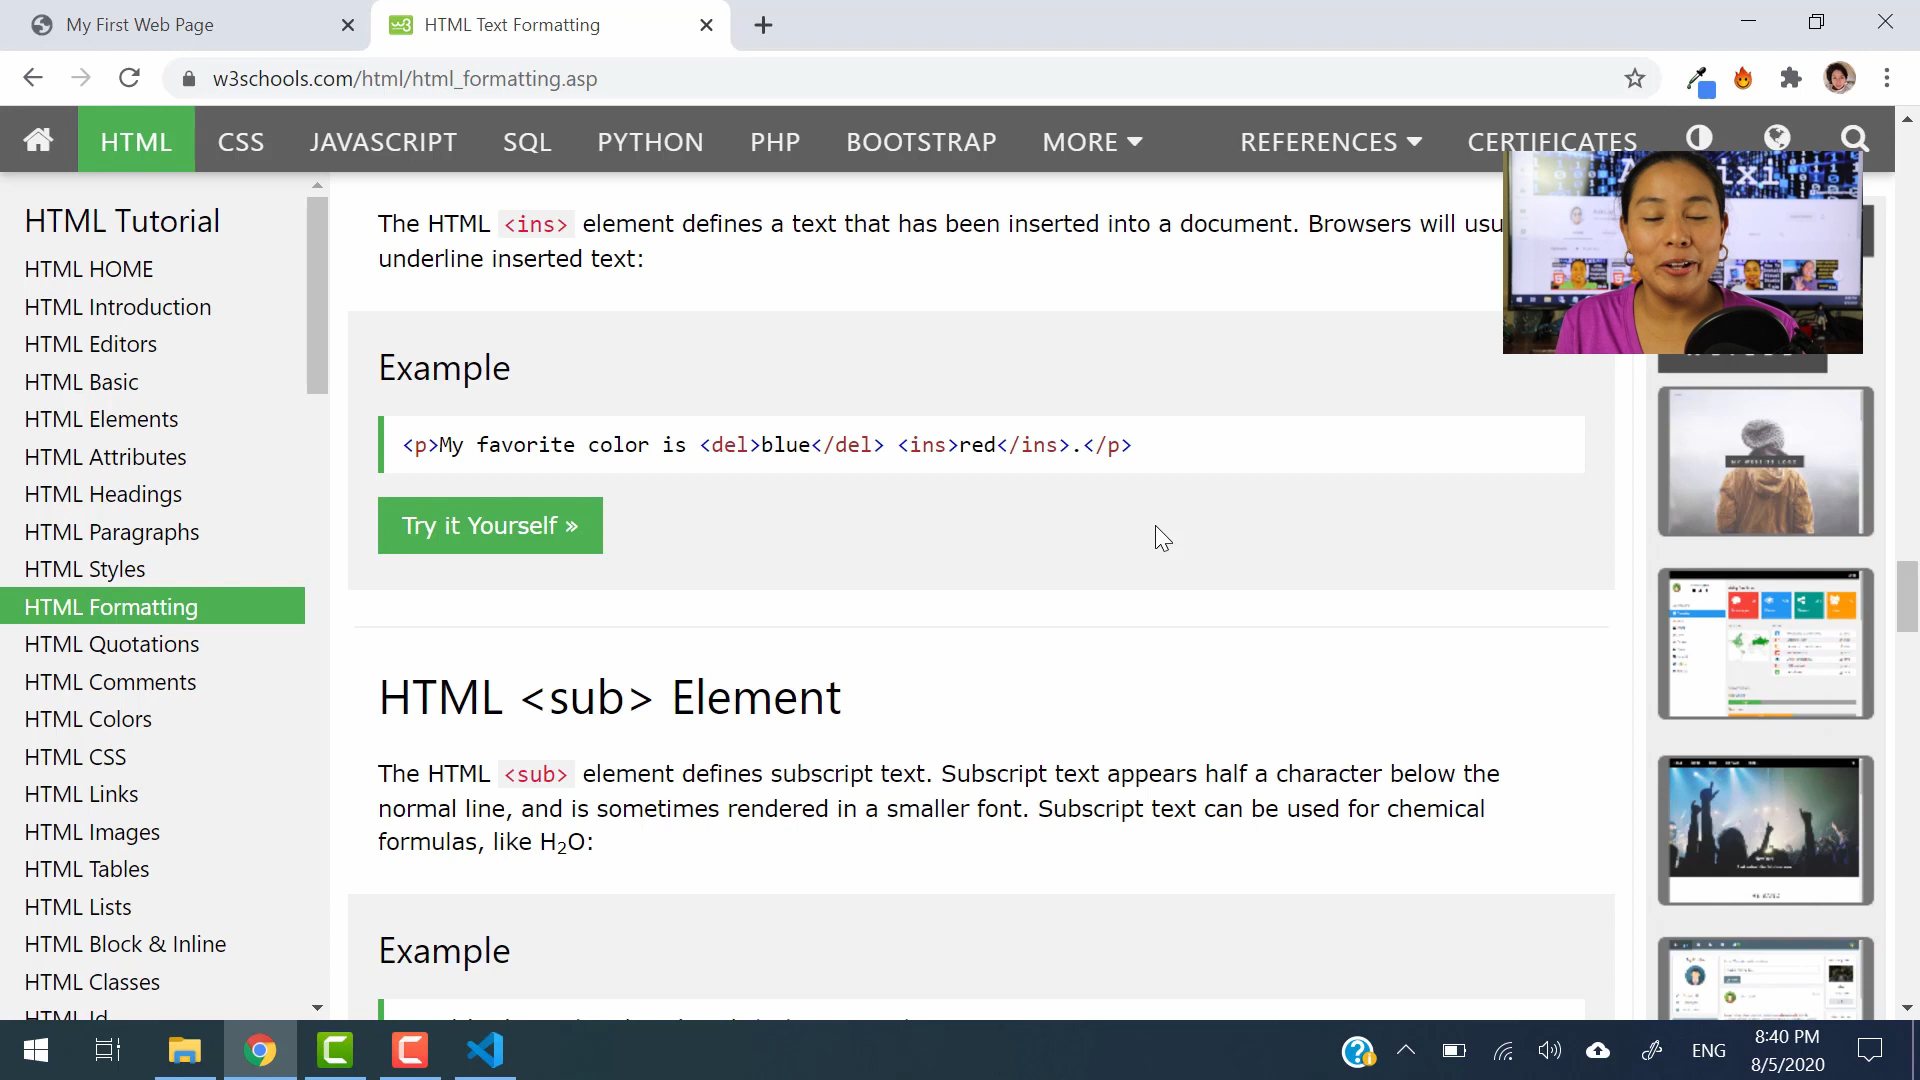 My First Web Page
HTML Text Formatting
w3schools.com/html/html_formatting.asp
HTML CSS JAVASCRIPT SQL PYTHON PHP BOOTSTRAP MORE REFERENCES CERTIFICATES
HTML Tutorial
HTML HOME
HTML Introduction
HTML Editors
HTML Basic
HTML Elements
HTML Attributes
HTML Headings
HTML Paragraphs
HTML Styles
HTML Formatting
HTML Quotations
HTML Comments
HTML Colors
HTML CSS
HTML Links
HTML Images
HTML Tables
HTML Lists
HTML Block & Inline
HTML Classes
HTML Id
The HTML <ins> element defines a text that has been inserted into a document. Browsers will usu
underline inserted text:
Example
<p>My favorite color is <del>blue</del> <ins>red</ins>.</p>
Try it Yourself »
HTML <sub> Element
The HTML <sub> element defines subscript text. Subscript text appears half a character below the
normal line, and is sometimes rendered in a smaller font. Subscript text can be used for chemical
formulas, like H₂O:
Example
MY WEBSITE LOGO
ENG
8:40 PM
8/5/2020